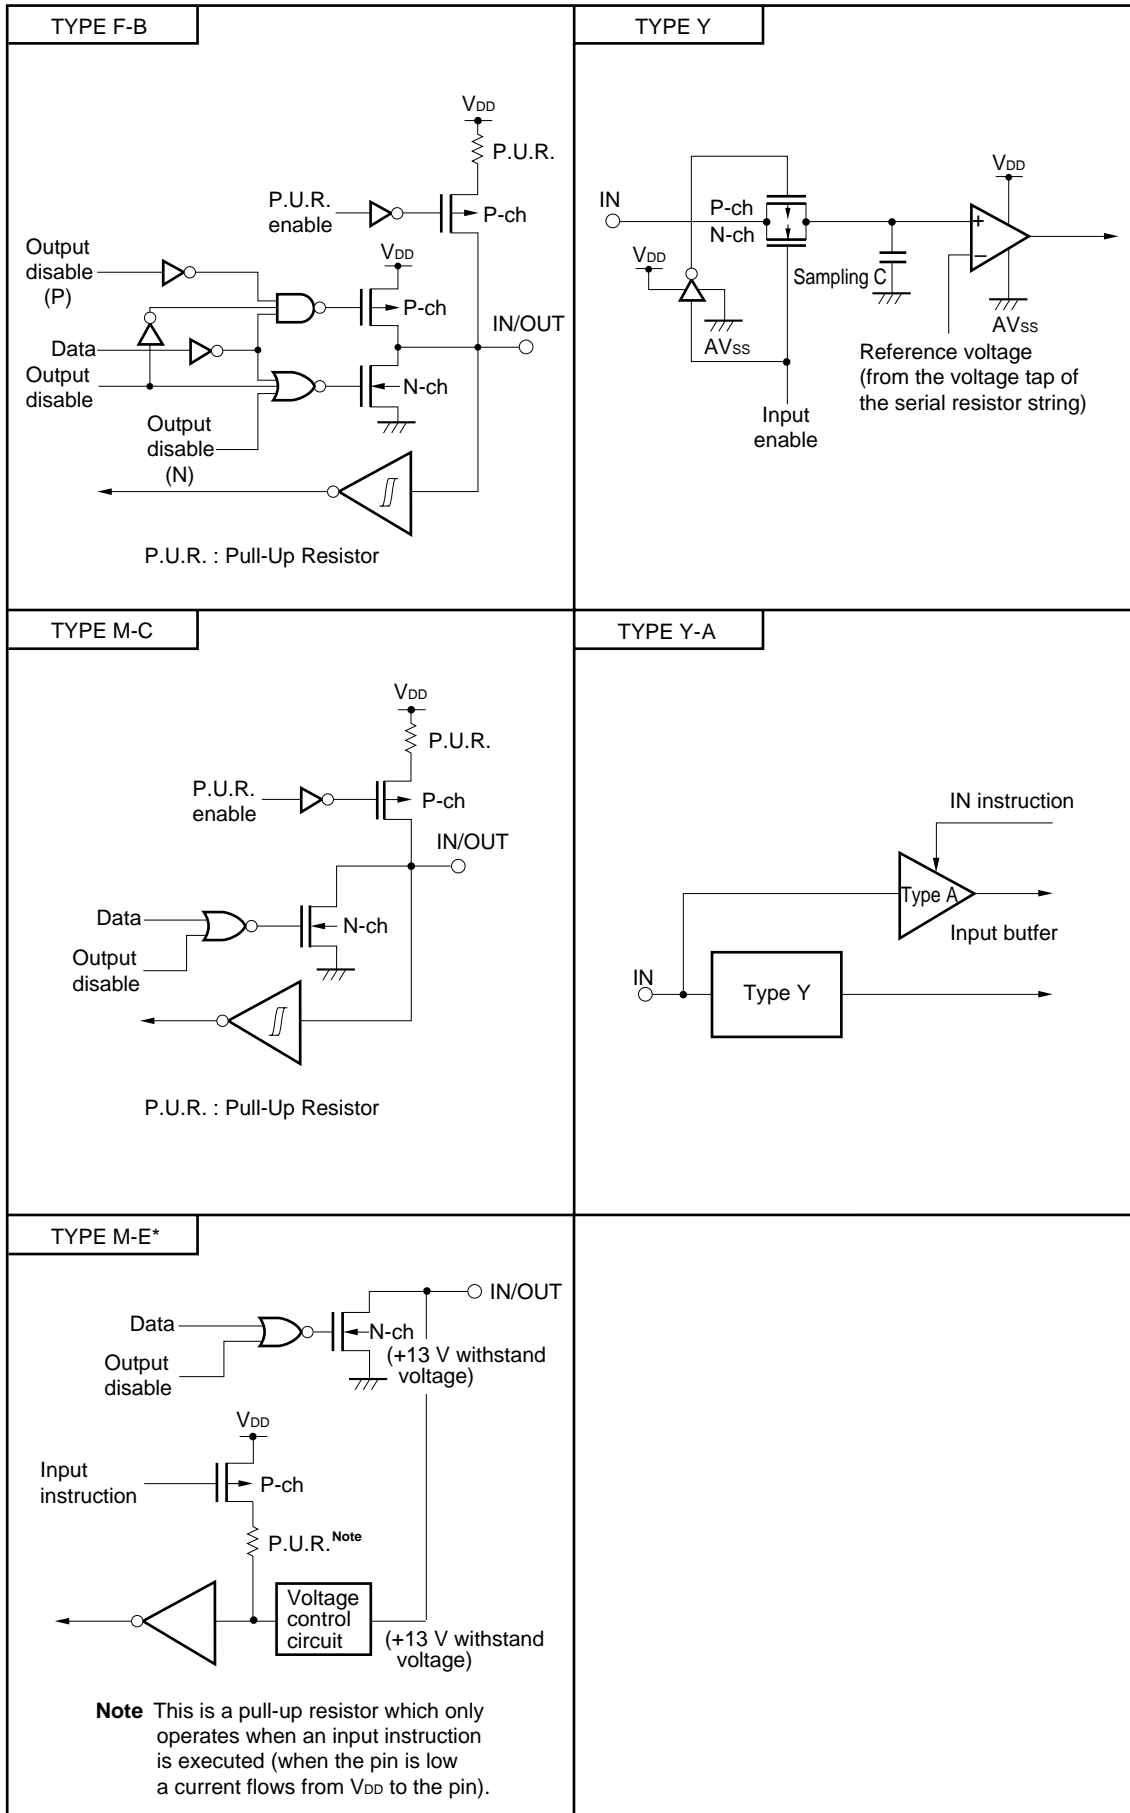 TYPE F-B
VDD
P.U.R.
P.U.R.
enable
P-ch
Output
disable
(P)
VDD
P-ch
IN/OUT
Data
Output
disable
N-ch
Output
disable
(N)
P.U.R. : Pull-Up Resistor
TYPE Y
VDD
IN
P-ch
N-ch
VDD
Sampling C
AVSS
AVSS
Reference voltage
(from the voltage tap of
the serial resistor string)
Input
enable
TYPE M-C
VDD
P.U.R.
P.U.R.
enable
P-ch
IN/OUT
Data
N-ch
Output
disable
P.U.R. : Pull-Up Resistor
TYPE Y-A
IN instruction
Type A
Input butfer
IN
Type Y
TYPE M-E*
IN/OUT
Data
N-ch
(+13 V withstand
voltage)
Output
disable
VDD
Input
instruction
P-ch
P.U.R.Note
Voltage
control
circuit
(+13 V withstand
voltage)
Note This is a pull-up resistor which only
operates when an input instruction
is executed (when the pin is low
a current flows from VDD to the pin).